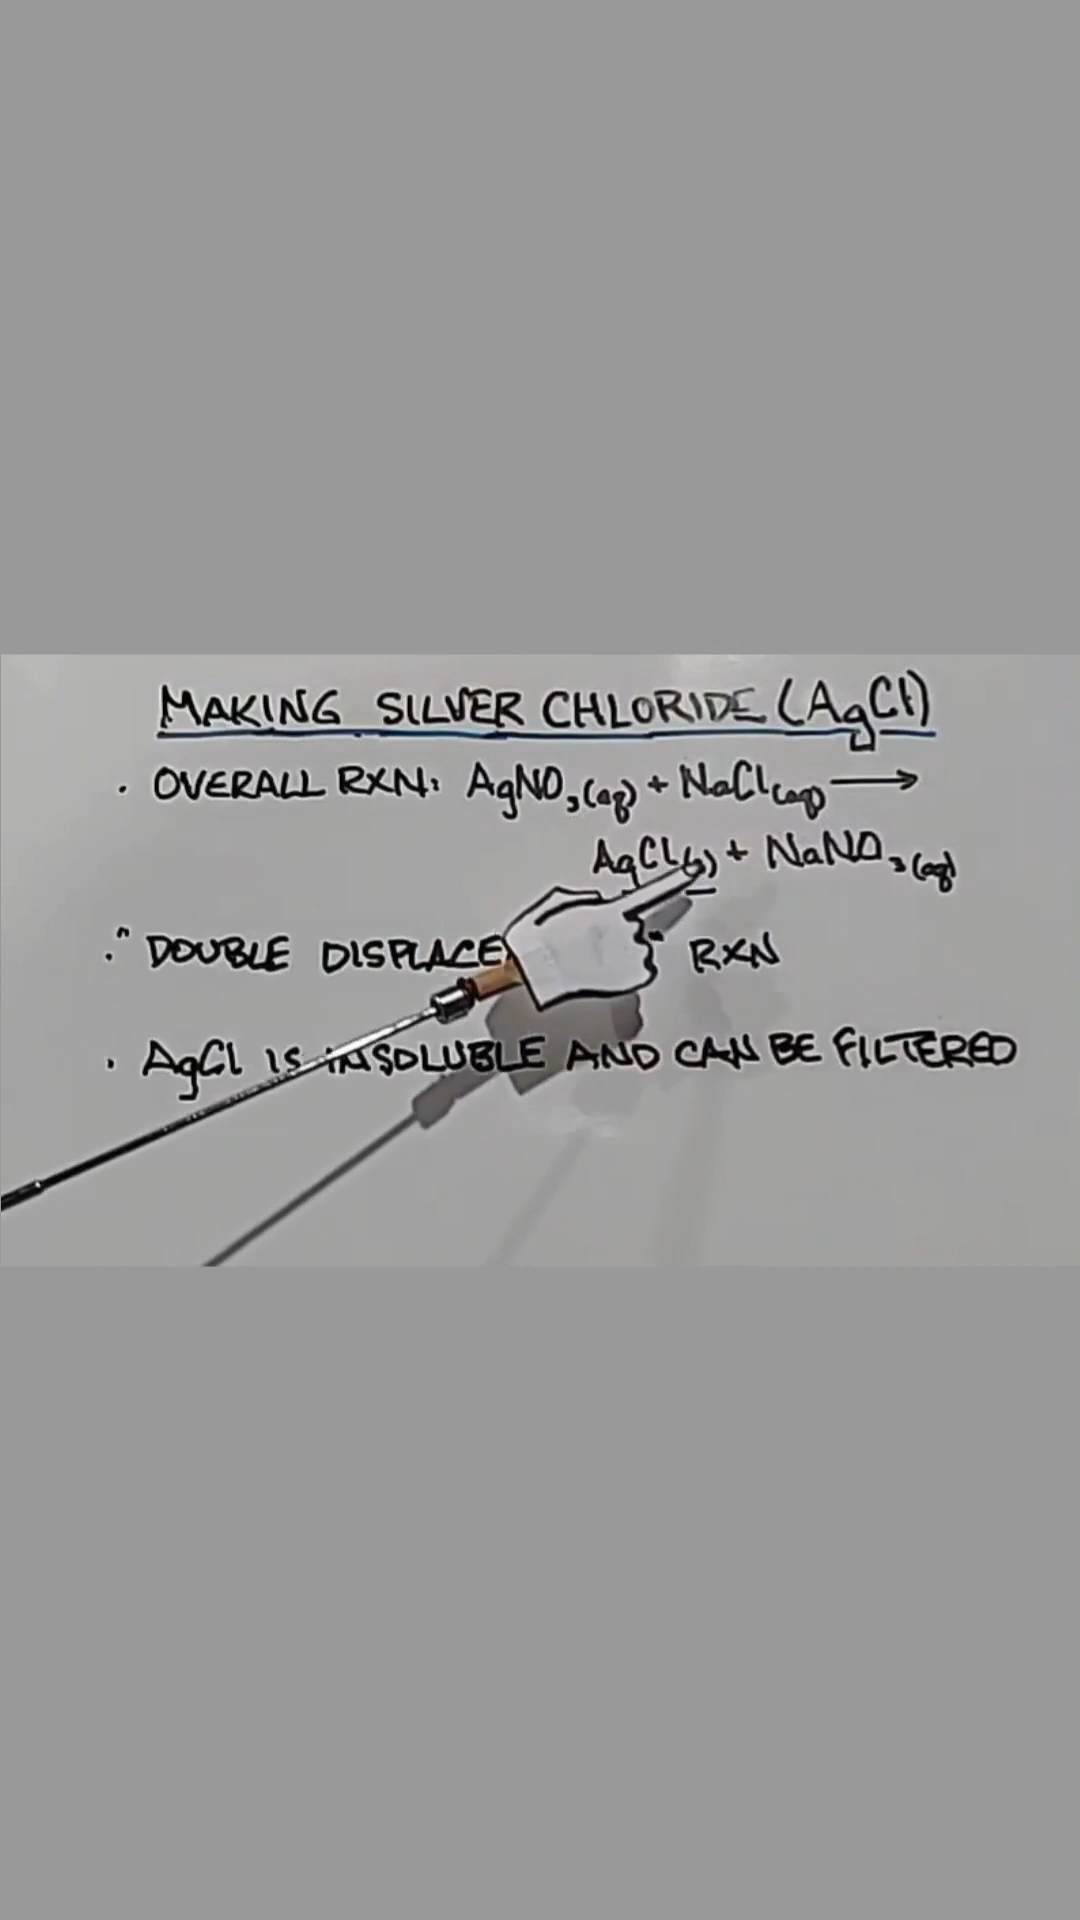 MAKING SILVER CHLORIDE (AgCl)
· OVERALL RXN: AgNO₃(aq) + NaCl(aq) ⟶
AgCl(s) + NaNO₃(aq)
· " DOUBLE DISPLACE " RXN
· AgCl IS INSOLUBLE AND CAN BE FILTERED